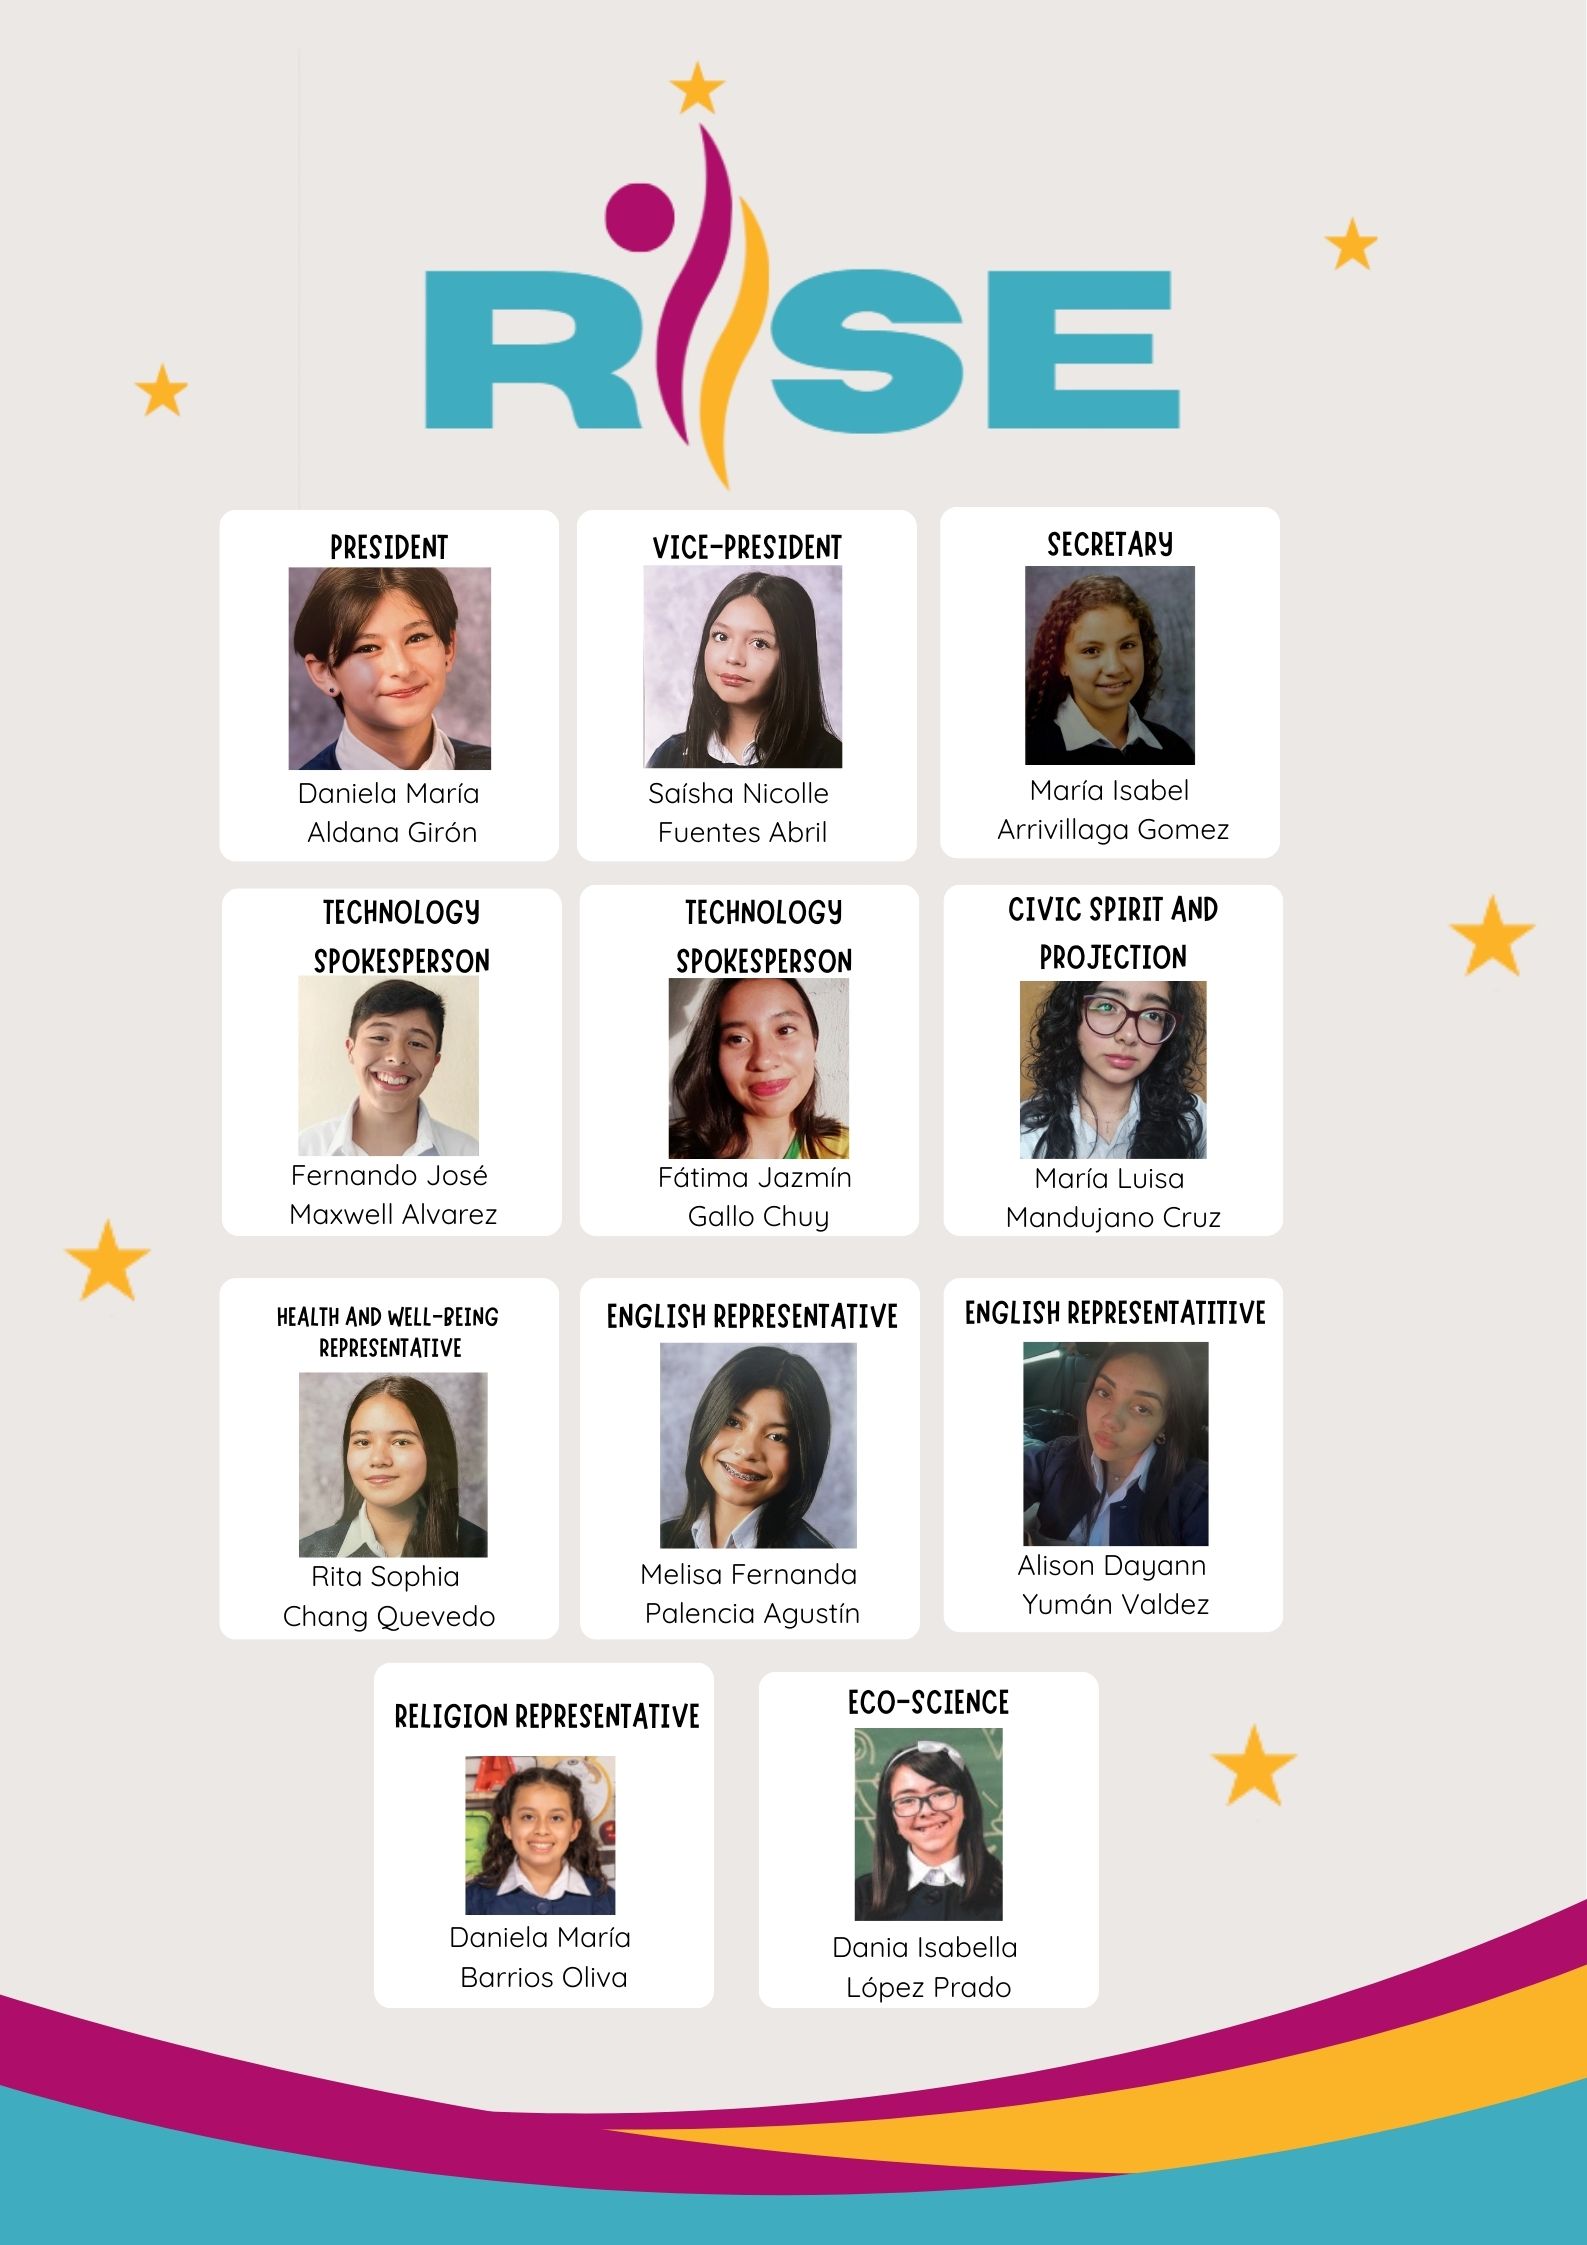 RISE
PRESIDENT
Daniela María
Aldana Girón
VICE-PRESIDENT
Saísha Nicolle
Fuentes Abril
SECRETARY
María Isabel
Arrivillaga Gomez
TECHNOLOGY
SPOKESPERSON
Fernando José
Maxwell Alvarez
TECHNOLOGY
SPOKESPERSON
Fátima Jazmín
Gallo Chuy
CIVIC SPIRIT AND
PROJECTION
María Luisa
Mandujano Cruz
HEALTH AND WELL-BEING
REPRESENTATIVE
Rita Sophia
Chang Quevedo
ENGLISH REPRESENTATIVE
Melisa Fernanda
Palencia Agustín
ENGLISH REPRESENTATITIVE
Alison Dayann
Yumán Valdez
RELIGION REPRESENTATIVE
Daniela María
Barrios Oliva
ECO-SCIENCE
Dania Isabella
López Prado